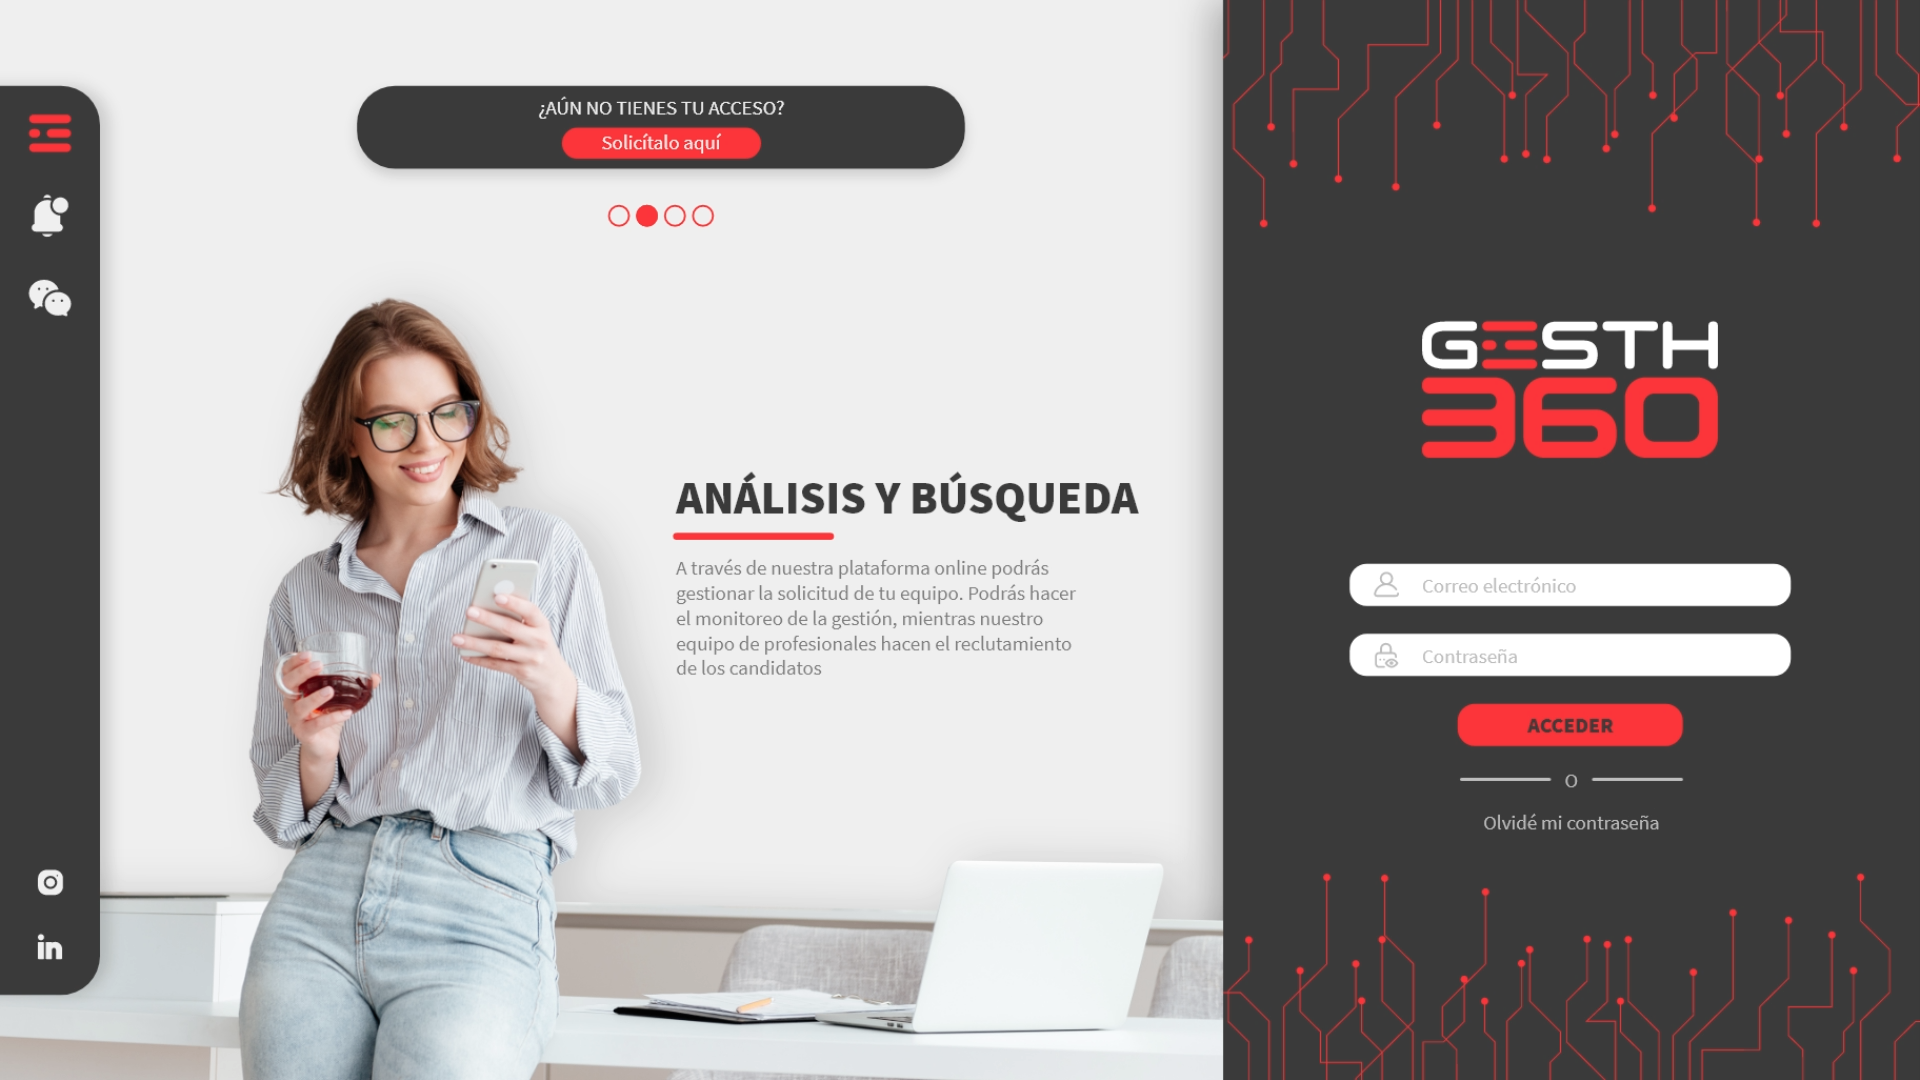 ¿AÚN NO TIENES TU ACCESO?
Solicítalo aquí
ANÁLISIS Y BÚSQUEDA
A través de nuestra plataforma online podrás
gestionar la solicitud de tu equipo. Podrás hacer
el monitoreo de la gestión, mientras nuestro
equipo de profesionales hacen el reclutamiento
de los candidatos
in
GESTH
360
Correo electrónico
Contraseña
ACCEDER
O
Olvidé mi contraseña